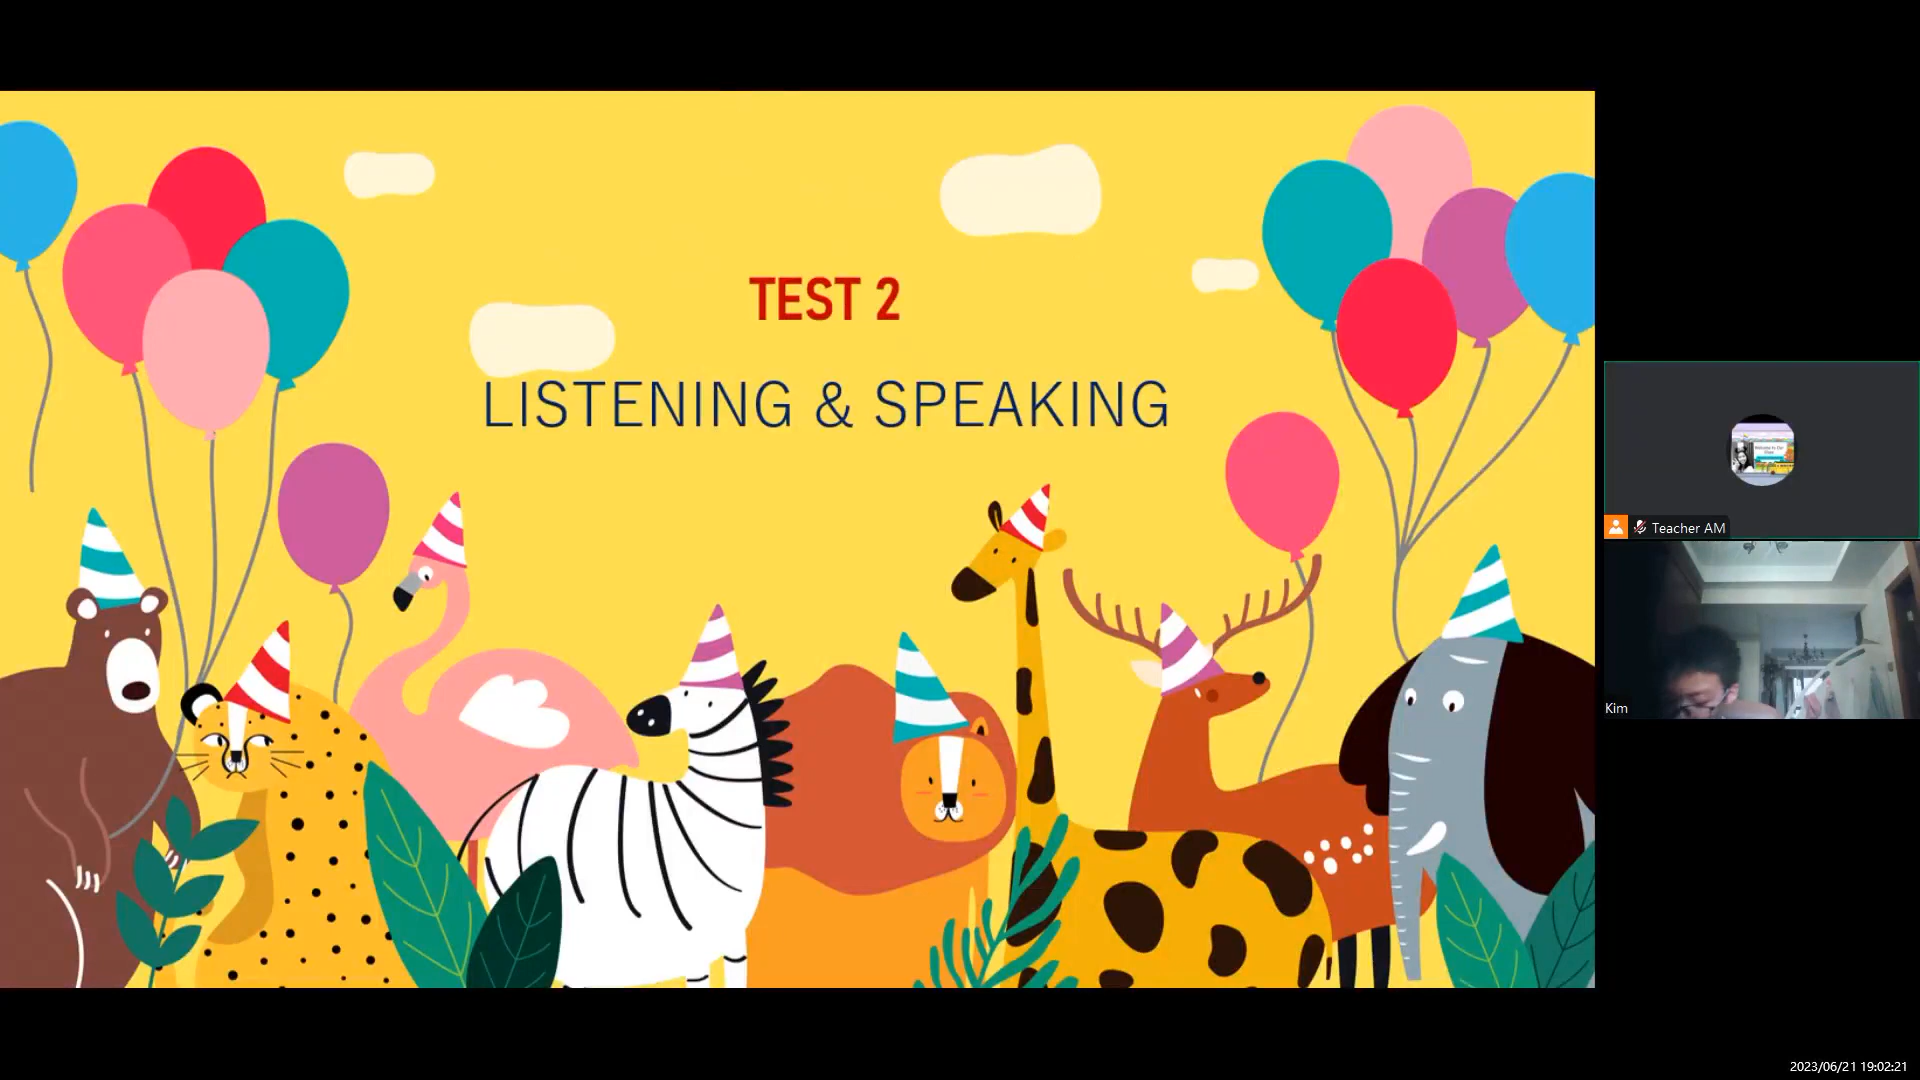 TEST 2
LISTENING & SPEAKING
Teacher AM
Kim
2023/06/21 19:02:21